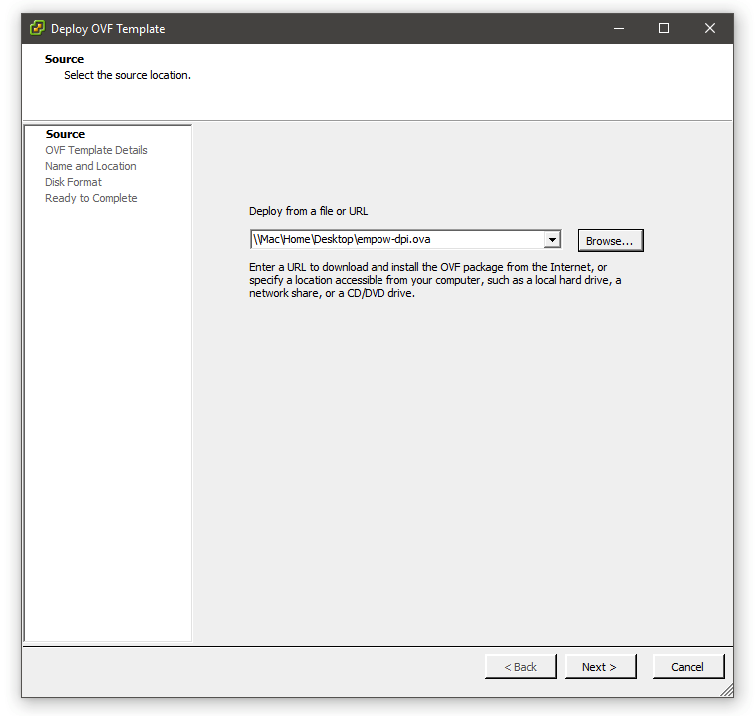 Deploy OVF Template
Source
Select the source location.
Source
OVF Template Details
Name and Location
Disk Format
Ready to Complete
Deploy from a file or URL
\\Mac\Home\Desktop\empow-dpi.ova
Browse...
Enter a URL to download and install the OVF package from the Internet, or
specify a location accessible from your computer, such as a local hard drive, a
network share, or a CD/DVD drive.
< Back
Next >
Cancel